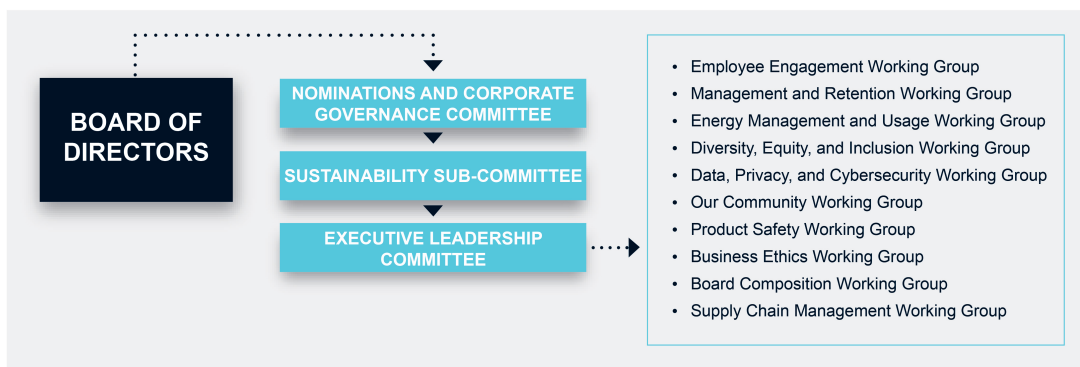 BOARD OF
DIRECTORS
NOMINATIONS AND CORPORATE
GOVERNANCE COMMITTEE
SUSTAINABILITY SUB-COMMITTEE
EXECUTIVE LEADERSHIP
COMMITTEE
• Employee Engagement Working Group
• Management and Retention Working Group
• Energy Management and Usage Working Group
• Diversity, Equity, and Inclusion Working Group
• Data, Privacy, and Cybersecurity Working Group
• Our Community Working Group
• Product Safety Working Group
• Business Ethics Working Group
• Board Composition Working Group
• Supply Chain Management Working Group